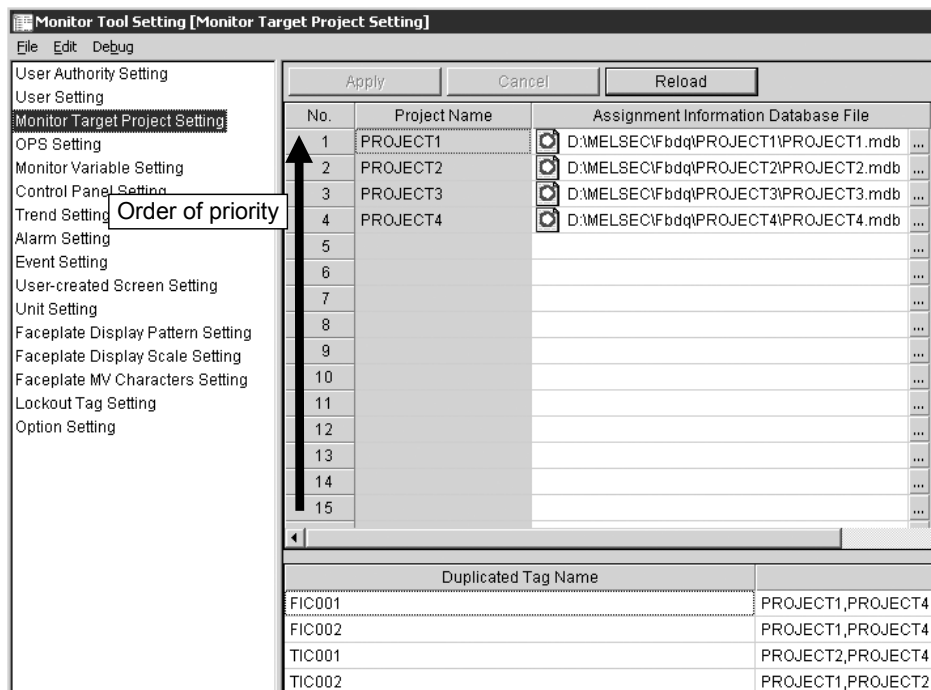 Monitor Tool Setting [Monitor Target Project Setting]
File Edit Debug
User Authority Setting
User Setting
Monitor Target Project Setting
OPS Setting
Monitor Variable Setting
Control Panel Setting
Trend Setting
Alarm Setting
Event Setting
User-created Screen Setting
Unit Setting
Faceplate Display Pattern Setting
Faceplate Display Scale Setting
Faceplate MV Characters Setting
Lockout Tag Setting
Option Setting
Order of priority
Apply Cancel Reload
No. Project Name Assignment Information Database File
1 PROJECT1 D:\MELSEC\Fbdq\PROJECT1\PROJECT1.mdb ...
2 PROJECT2 D:\MELSEC\Fbdq\PROJECT2\PROJECT2.mdb ...
3 PROJECT3 D:\MELSEC\Fbdq\PROJECT3\PROJECT3.mdb ...
4 PROJECT4 D:\MELSEC\Fbdq\PROJECT4\PROJECT4.mdb ...
5 ...
6 ...
7 ...
8 ...
9 ...
10 ...
11 ...
12 ...
13 ...
14 ...
15 ...
Duplicated Tag Name
FIC001 PROJECT1,PROJECT4
FIC002 PROJECT1,PROJECT4
TIC001 PROJECT2,PROJECT4
TIC002 PROJECT1,PROJECT2